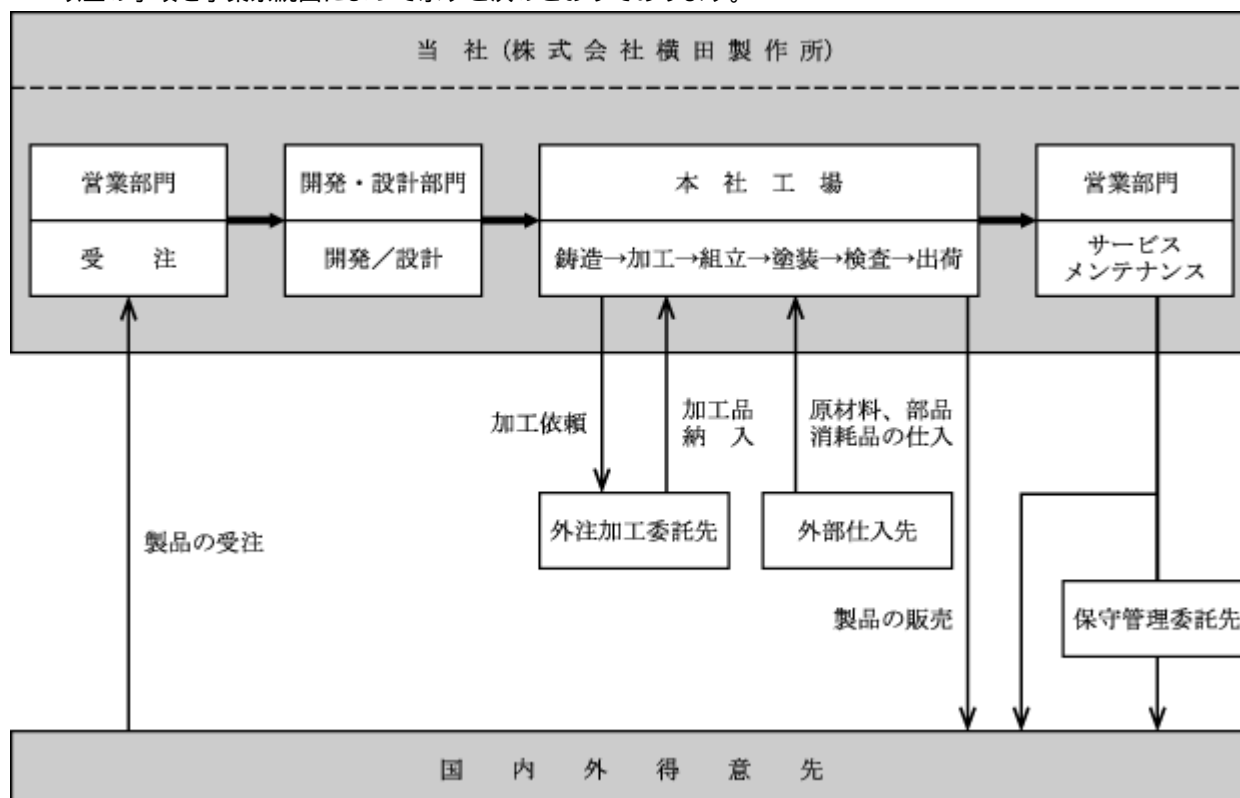 当社(株式会社横田製作所)
営業部門
受注
開発・設計部門
開発／設計
本社工場
鋳造→加工→組立→塗装→検査→出荷
営業部門
サービス
メンテナンス
加工依頼
加工品
納入
原材料、部品
消耗品の仕入
外注加工委託先
外部仕入先
製品の受注
製品の販売
保守管理委託先
国内外得意先